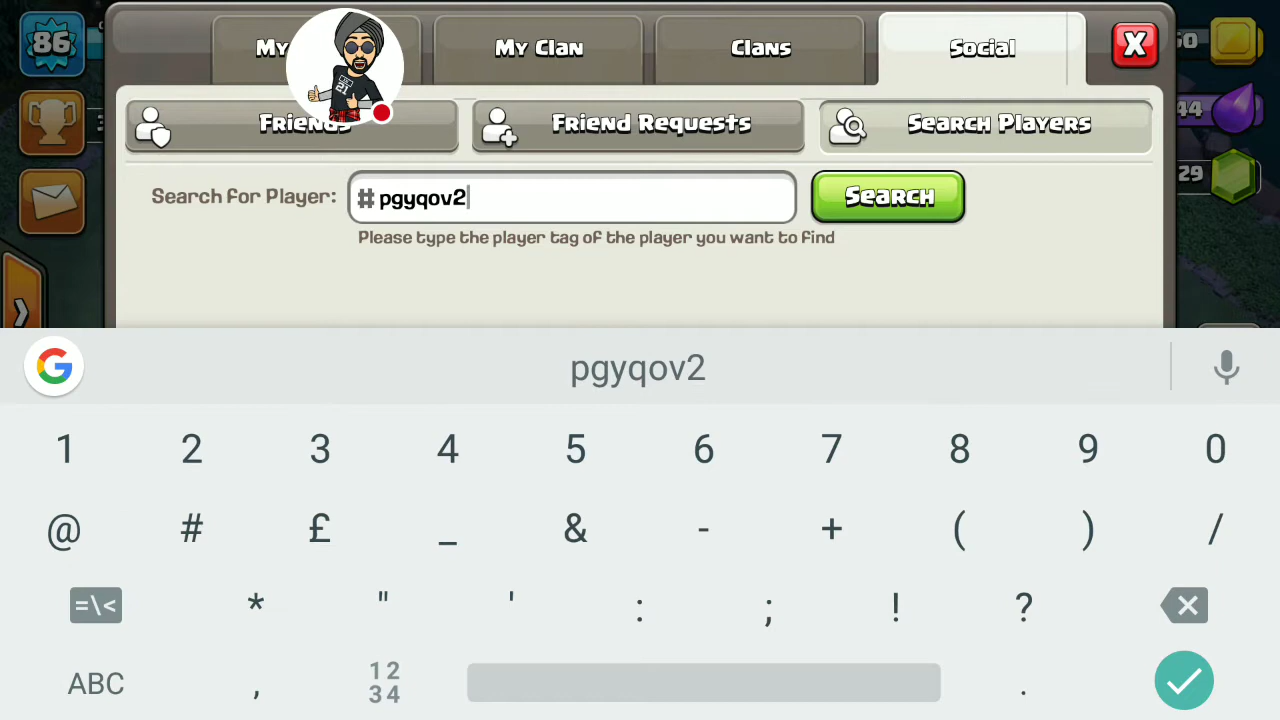 86
My
My Clan
Clans
Social
X
21
Friends
Friend Requests
Search Players
44
29
Search for Player:
# pgyqov2
Search
Please type the player tag of the player you want to find
G
pgyqov2
1 2 3 4 5 6 7 8 9 0
@ # £ _ & - + ( ) /
=\< * " ' : ; ! ?
ABC , 12 34 .